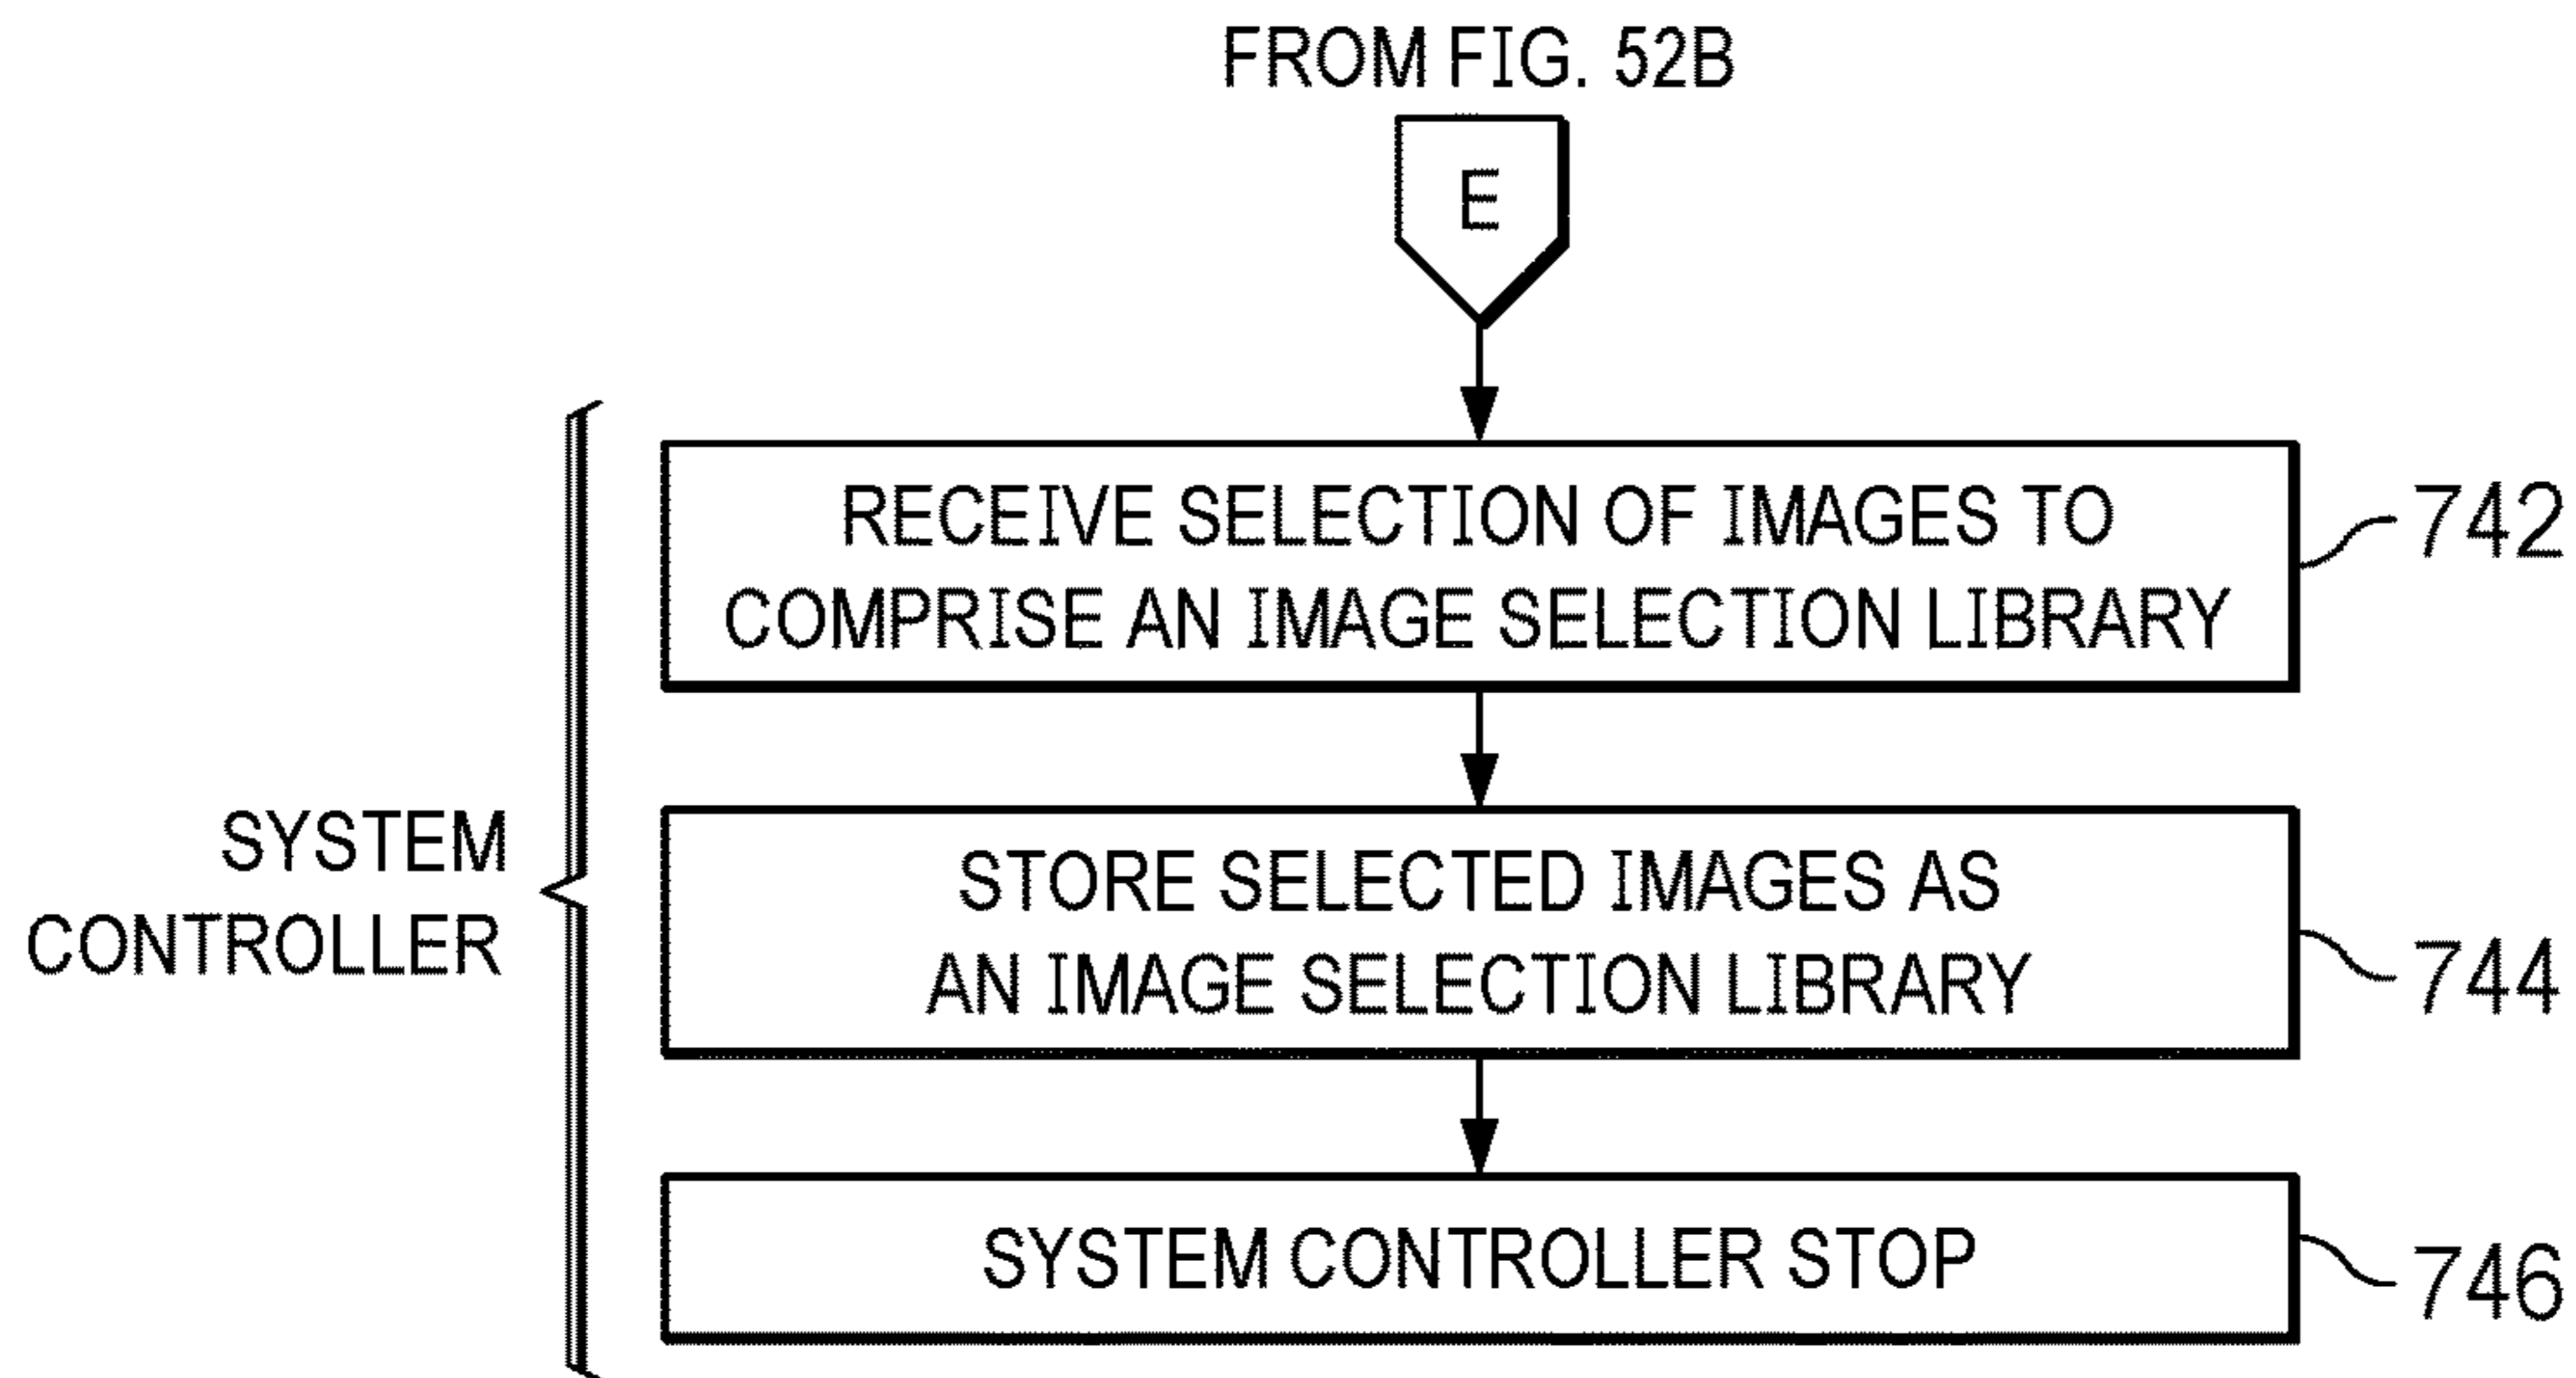 FROM FIG. 52B
E
RECEIVE SELECTION OF IMAGES TO
COMPRISE AN IMAGE SELECTION LIBRARY
742
SYSTEM
CONTROLLER
STORE SELECTED IMAGES AS
AN IMAGE SELECTION LIBRARY
744
SYSTEM CONTROLLER STOP
746